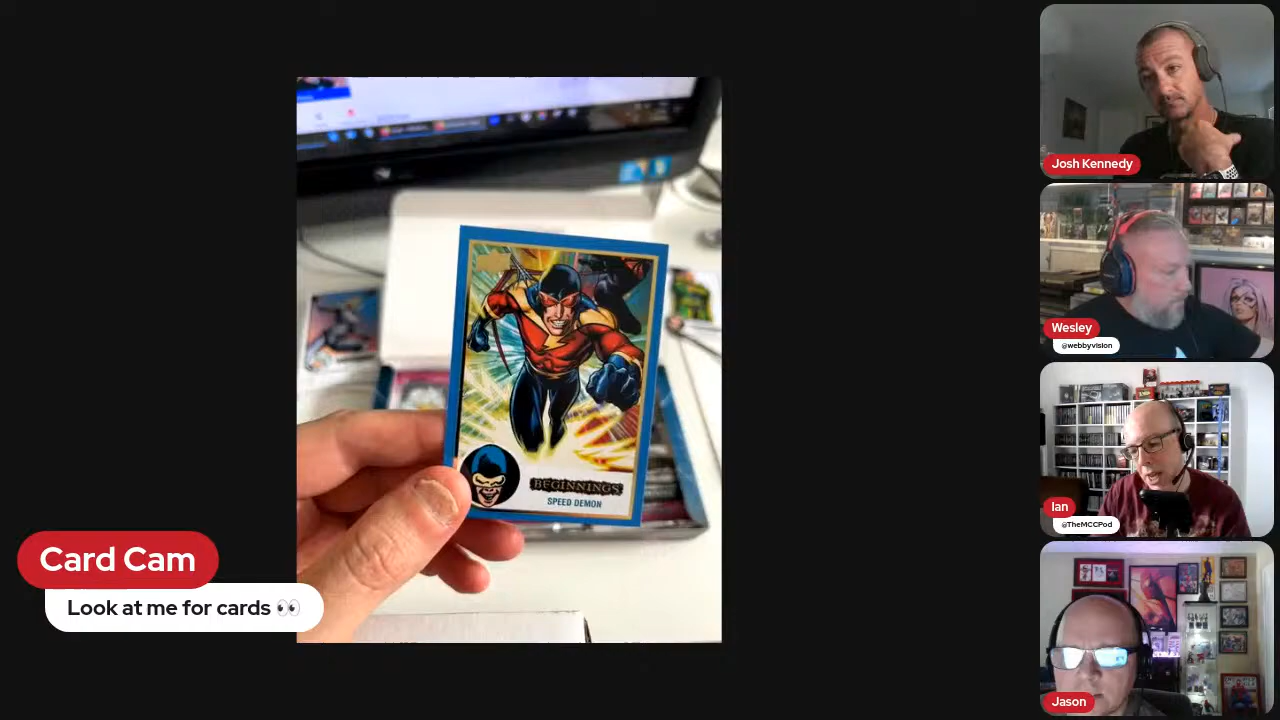 Josh Kennedy
Wesley
@webbyvision
Ian
@TheMCCPod
BEGINNINGS
SPEED DEMON
Card Cam
Look at me for cards 👀
Jason